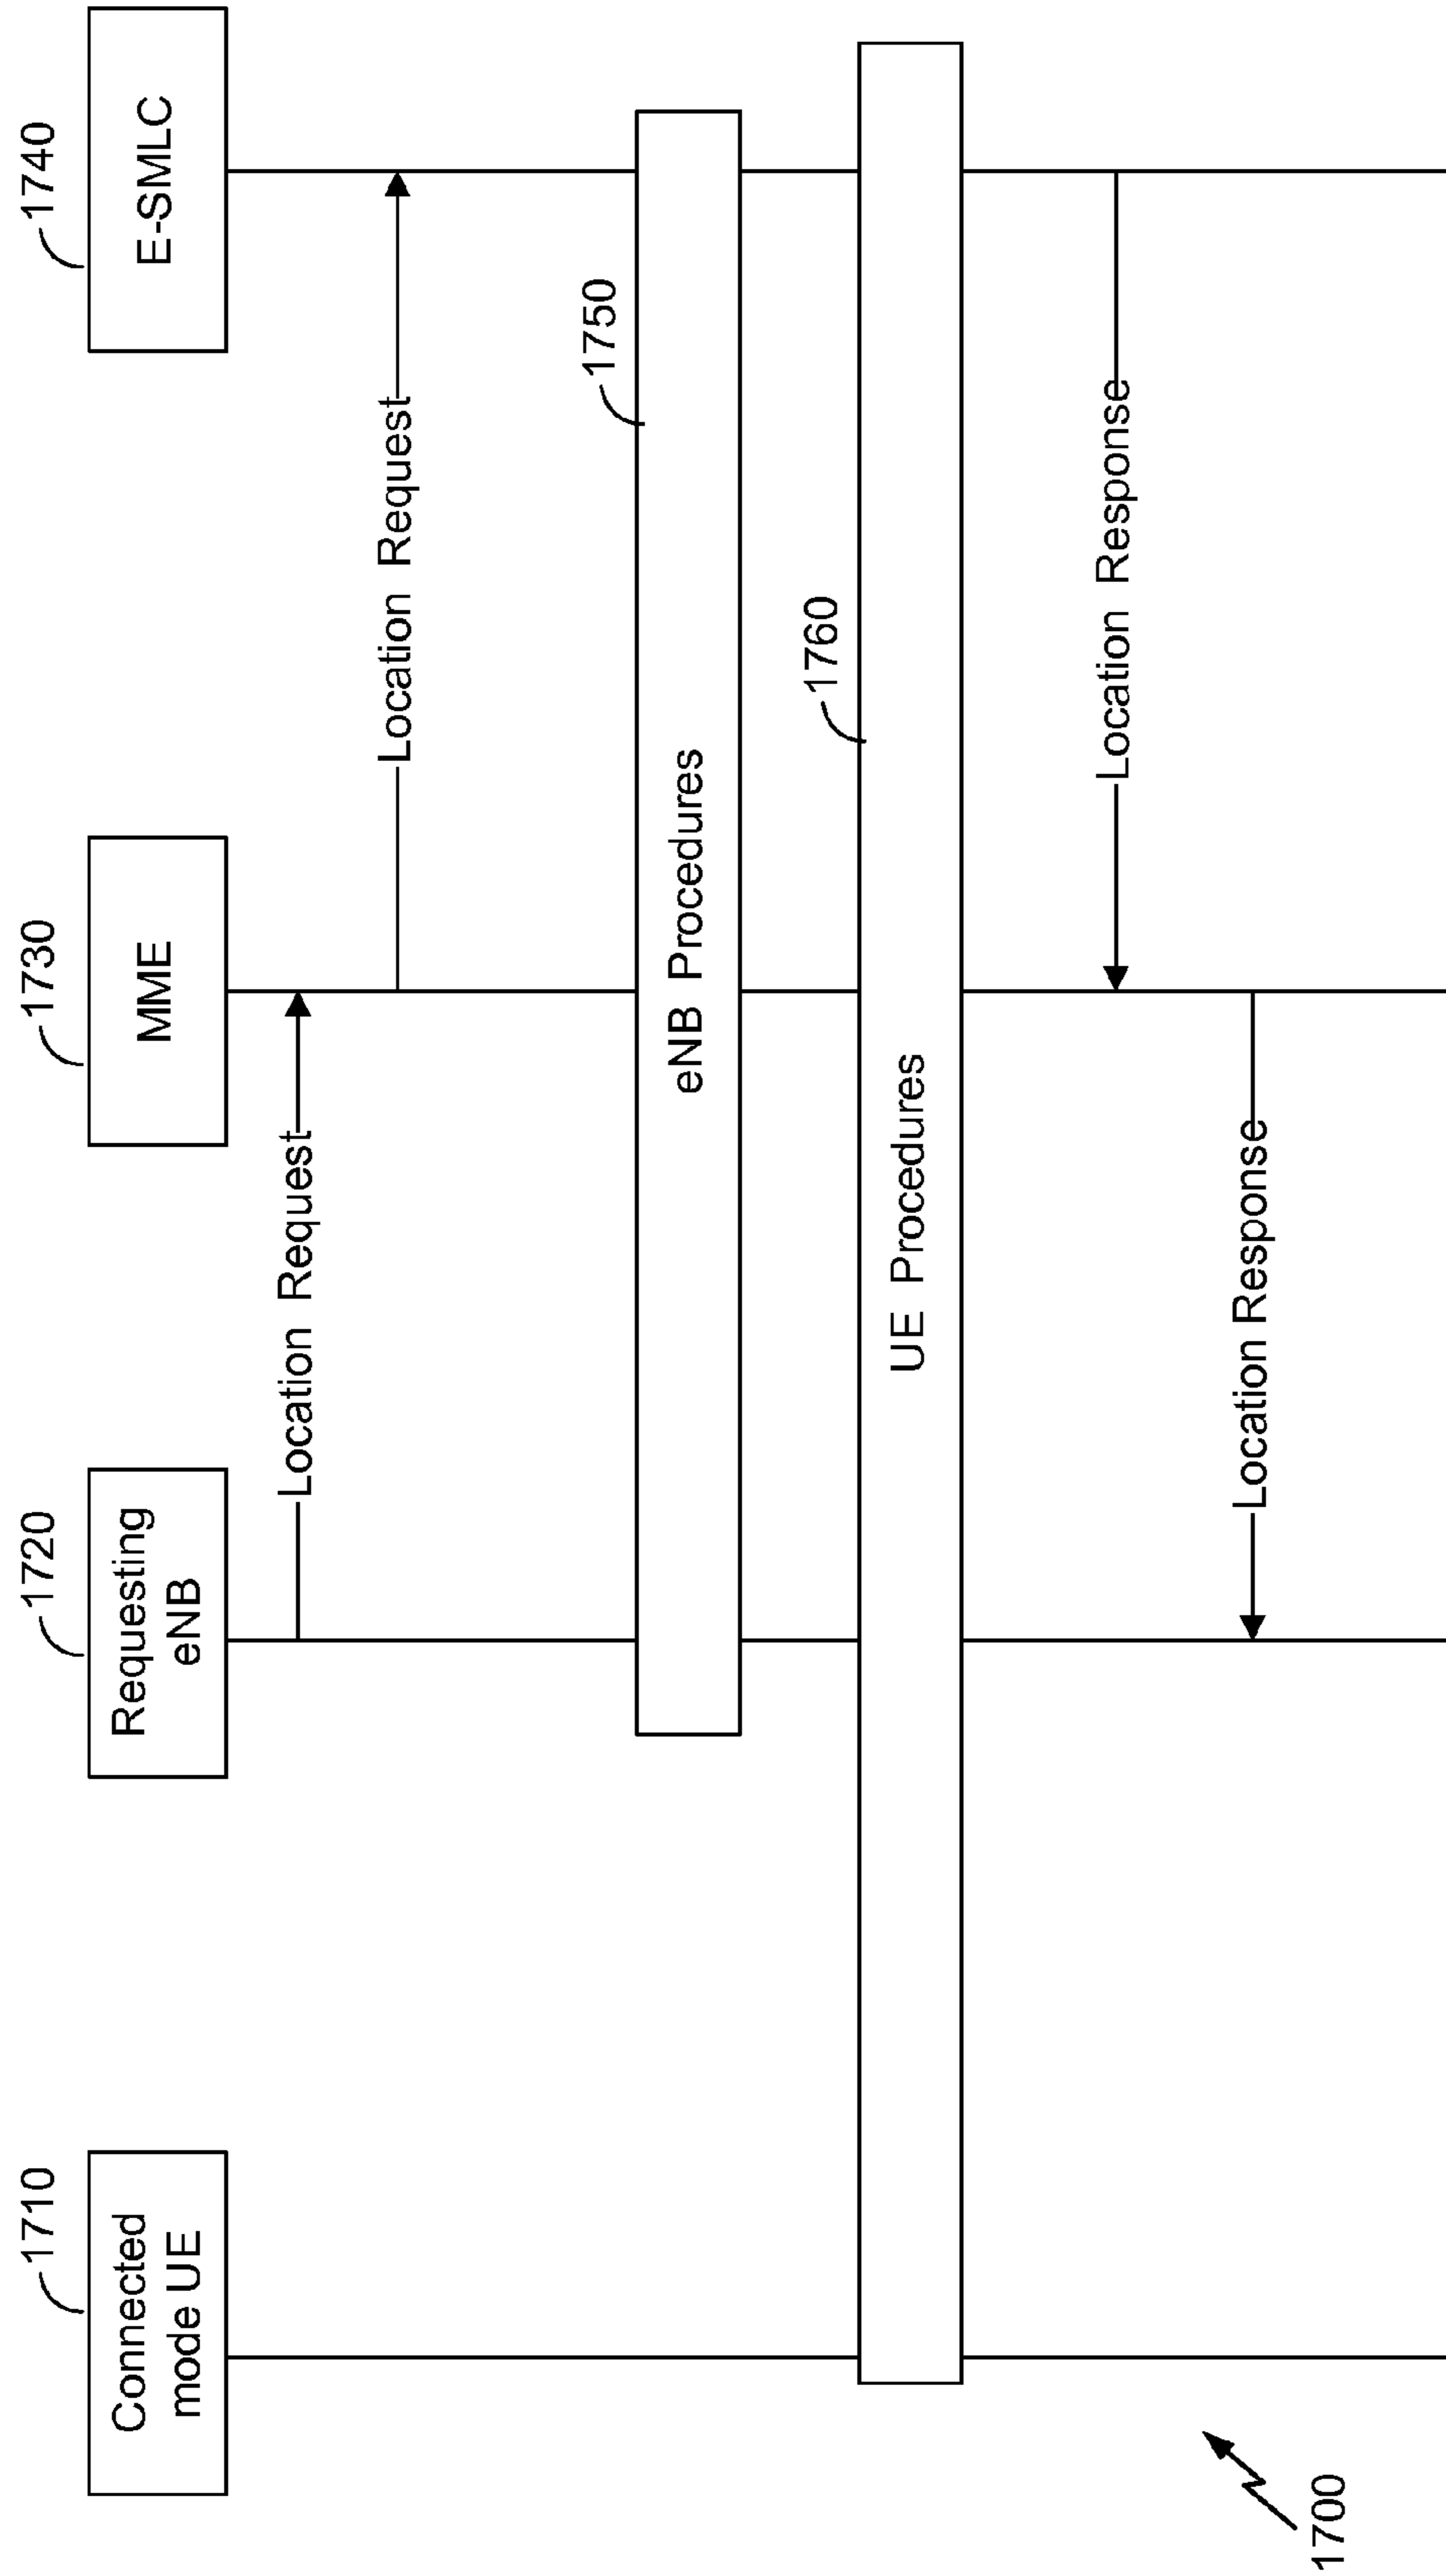 1710
1720
1730
1740
Connected
mode UE
Requesting
eNB
MME
E-SMLC
Location Request
Location Request
1750
eNB Procedures
1760
UE Procedures
Location Response
Location Response
1700